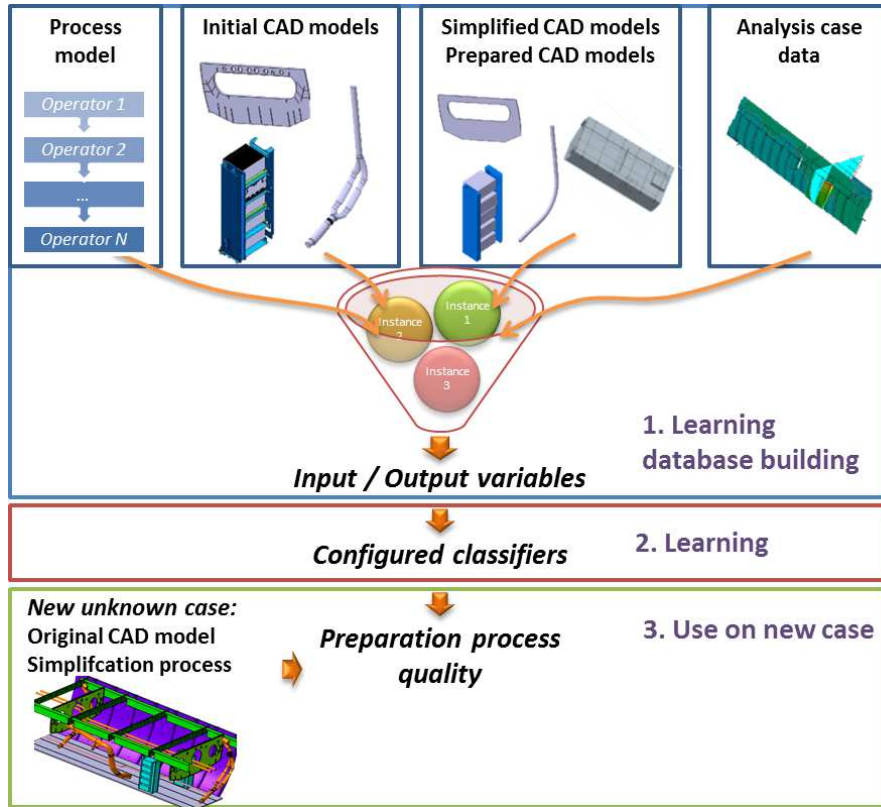 Process
model
Operator 1
Operator 2
...
Operator N
Initial CAD models
Simplified CAD models
Prepared CAD models
Analysis case
data
Instance
1
Instance
2
Instance
3
1. Learning
database building
Input / Output variables
Configured classifiers
2. Learning
New unknown case:
Original CAD model
Simplifcation process
Preparation process
quality
3. Use on new case